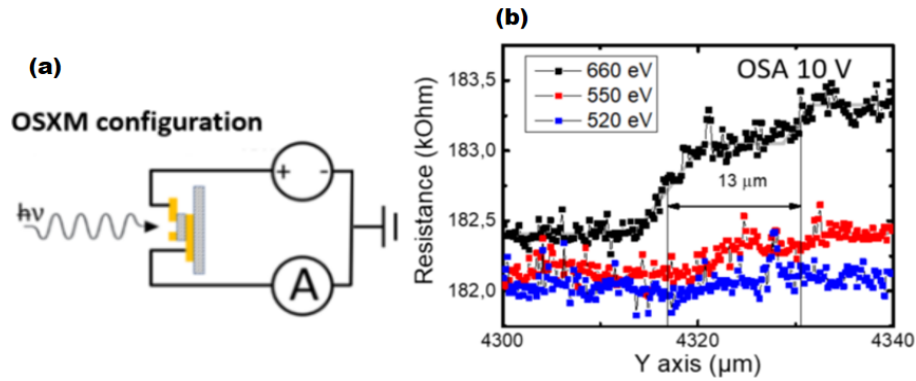 (a)
OSXM configuration
hν
+ -
A
(b)
660 eV
550 eV
520 eV
OSA 10 V
13 μm
Resistance (kOhm)
183,5
183,0
182,5
182,0
4300 4320 4340
Y axis (μm)